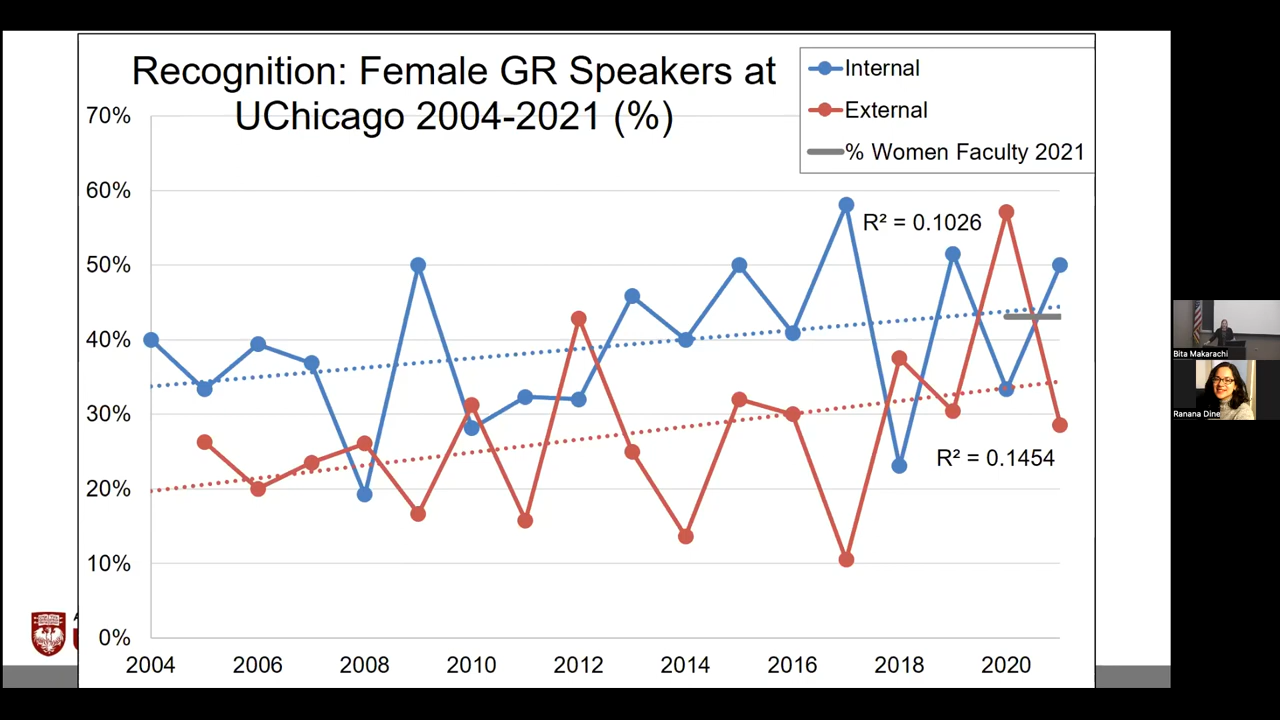 Recognition: Female GR Speakers at
UChicago 2004-2021 (%)
Internal
External
% Women Faculty 2021
70%
60%
50%
40%
30%
20%
10%
0%
R² = 0.1026
R² = 0.1454
2004
2006
2008
2010
2012
2014
2016
2018
2020
Bita Makarachi
Ranana Dine